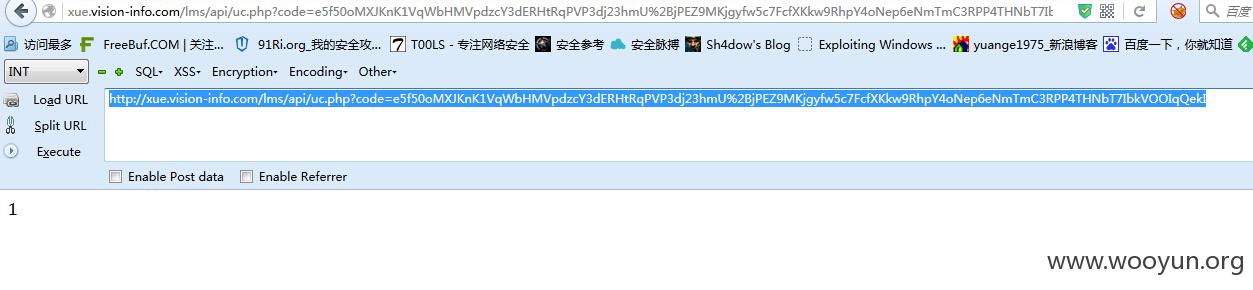 xue.vision-info.com/lms/api/uc.php?code=e5f50oMXJKnK1VqWbHMVpdzcY3dERHtRqPVP3dj23hmU%2BjPEZ9MKjgyfw5c7FcfXKkw9RhpY4oNep6eNmTmC3RPP4THNbT7Ib
百度
访问最多 FreeBuf.COM | 关注... 91Ri.org_我的安全攻... T00LS - 专注网络安全 安全参考 安全脉搏 Sh4dow's Blog Exploiting Windows ... yuange1975_新浪博客 百度一下，你就知道
INT SQL XSS Encryption Encoding Other
Load URL http://xue.vision-info.com/lms/api/uc.php?code=e5f50oMXJKnK1VqWbHMVpdzcY3dERHtRqPVP3dj23hmU%2BjPEZ9MKjgyfw5c7FcfXKkw9RhpY4oNep6eNmTmC3RPP4THNbT7IbkVOOIqQekI
Split URL
Execute
Enable Post data Enable Referrer
1
www.wooyun.org